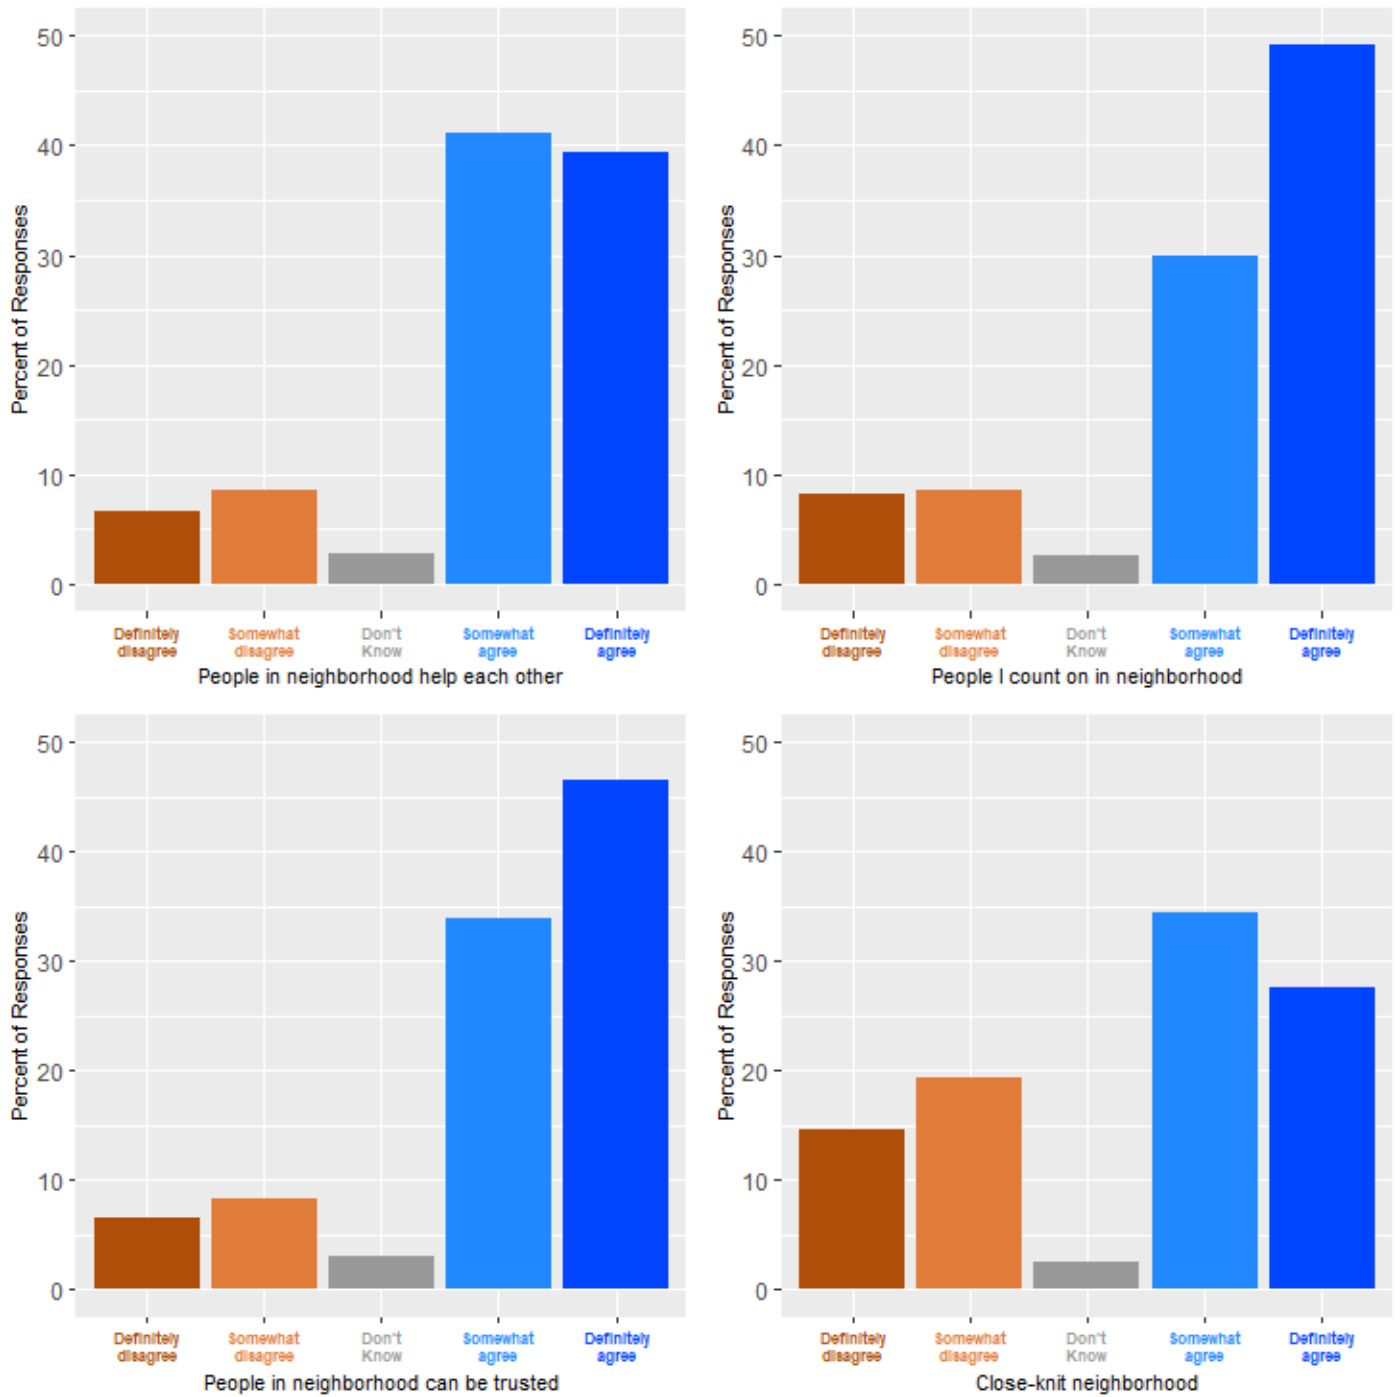 Percent of Responses
50
40
30
20
10
0
Definitely disagree
Somewhat disagree
Don't Know
Somewhat agree
Definitely agree
People in neighborhood help each other
Percent of Responses
50
40
30
20
10
0
Definitely disagree
Somewhat disagree
Don't Know
Somewhat agree
Definitely agree
People I count on in neighborhood
Percent of Responses
50
40
30
20
10
0
Definitely disagree
Somewhat disagree
Don't Know
Somewhat agree
Definitely agree
People in neighborhood can be trusted
Percent of Responses
50
40
30
20
10
0
Definitely disagree
Somewhat disagree
Don't Know
Somewhat agree
Definitely agree
Close-knit neighborhood